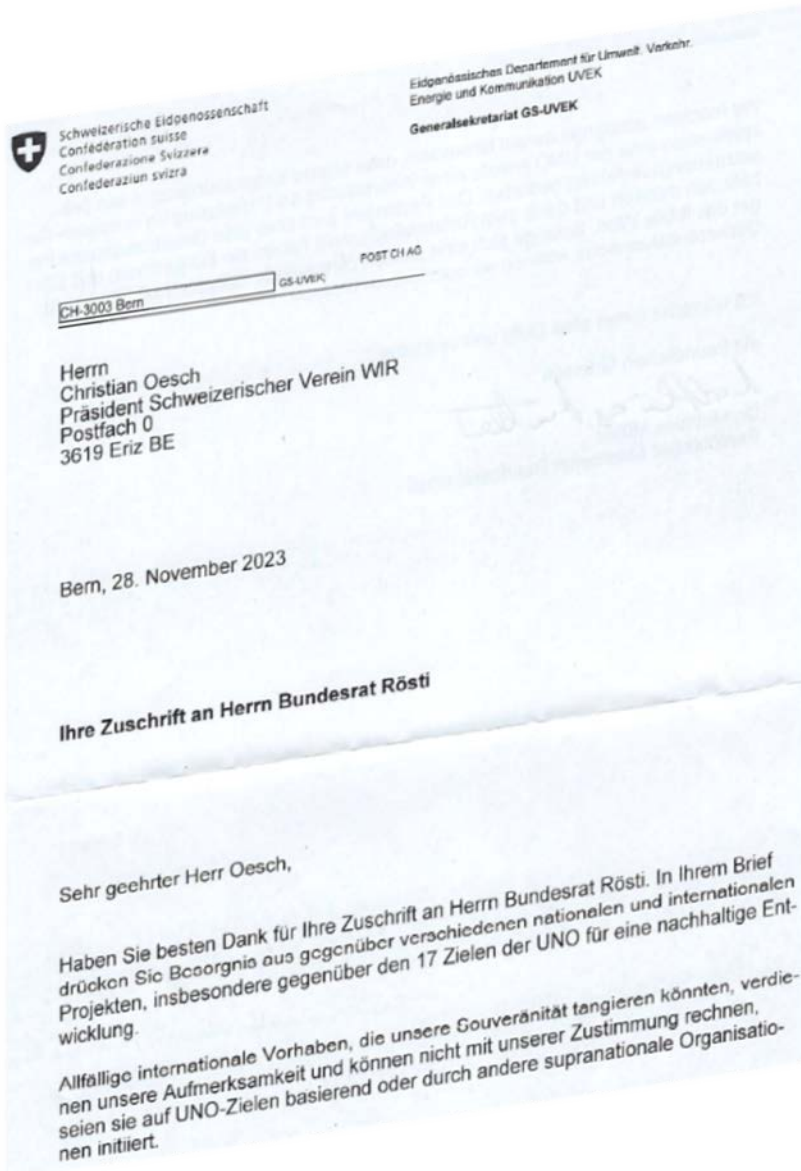 Schweizerische Eidgenossenschaft
Confédération suisse
Confederazione Svizzera
Confederaziun svizra
Eidgenössisches Departement für Umwelt, Verkehr,
Energie und Kommunikation UVEK
Generalsekretariat GS-UVEK
POST CH AG
CH-3003 Bern
GS-UVEK;
Herrn
Christian Oesch
Präsident Schweizerischer Verein WIR
Postfach 0
3619 Eriz BE
Bern, 28. November 2023
Ihre Zuschrift an Herrn Bundesrat Rösti
Sehr geehrter Herr Oesch,
Haben Sie besten Dank für Ihre Zuschrift an Herrn Bundesrat Rösti. In Ihrem Brief
drücken Sie Besorgnis aus gegenüber verschiedenen nationalen und internationalen
Projekten, insbesondere gegenüber den 17 Zielen der UNO für eine nachhaltige Ent-
wicklung.
Allfällige internationale Vorhaben, die unsere Souveränität tangieren könnten, verdie-
nen unsere Aufmerksamkeit und können nicht mit unserer Zustimmung rechnen,
seien sie auf UNO-Zielen basierend oder durch andere supranationale Organisatio-
nen initiiert.